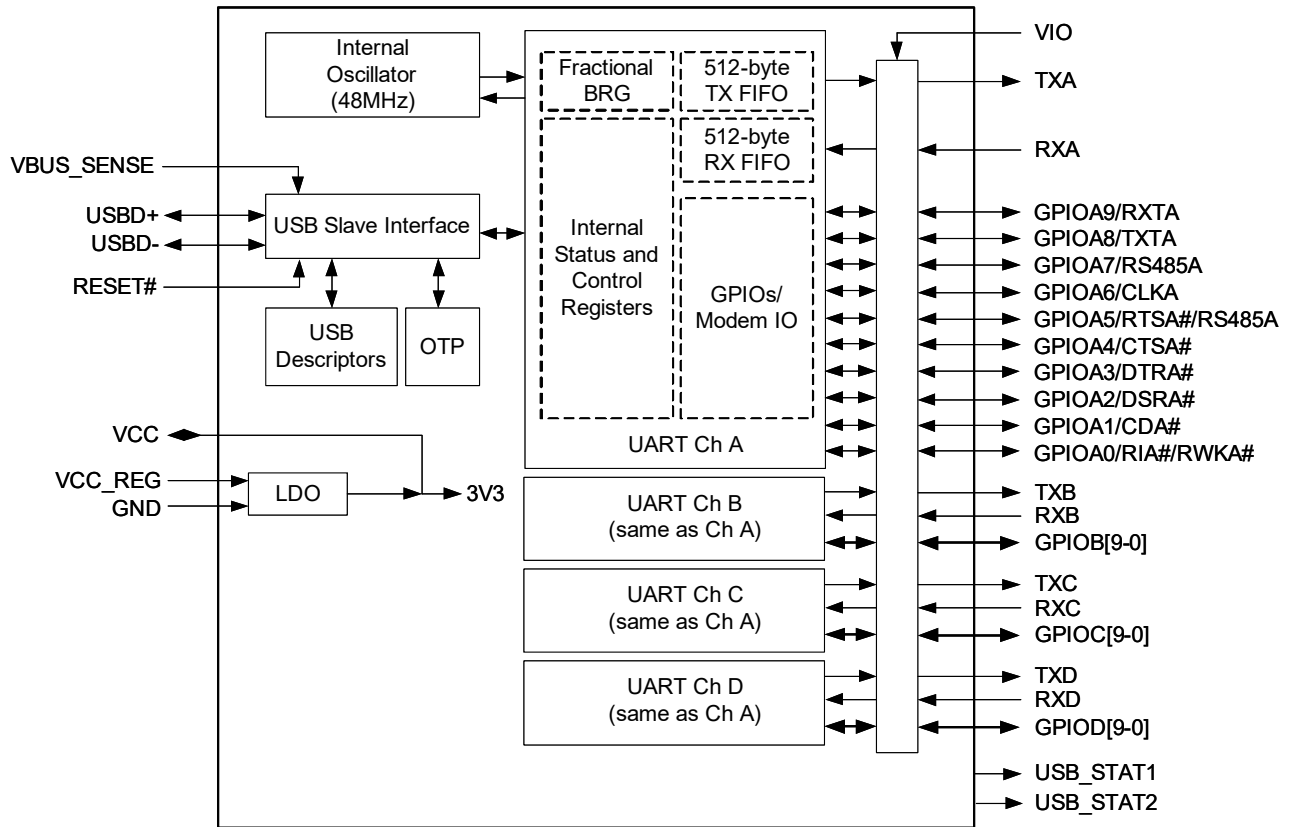 Internal
Oscillator
(48MHz)
VBUS_SENSE
USBD+
USBD-
RESET#
USB Slave Interface
USB
Descriptors
OTP
VCC
VCC_REG
GND
LDO
3V3
Fractional
BRG
512-byte
TX FIFO
512-byte
RX FIFO
Internal
Status and
Control
Registers
GPIOs/
Modem IO
UART Ch A
UART Ch B
(same as Ch A)
UART Ch C
(same as Ch A)
UART Ch D
(same as Ch A)
VIO
TXA
RXA
GPIOA9/RXTA
GPIOA8/TXTA
GPIOA7/RS485A
GPIOA6/CLKA
GPIOA5/RTSA#/RS485A
GPIOA4/CTSA#
GPIOA3/DTRA#
GPIOA2/DSRA#
GPIOA1/CDA#
GPIOA0/RIA#/RWKA#
TXB
RXB
GPIOB[9-0]
TXC
RXC
GPIOC[9-0]
TXD
RXD
GPIOD[9-0]
USB_STAT1
USB_STAT2